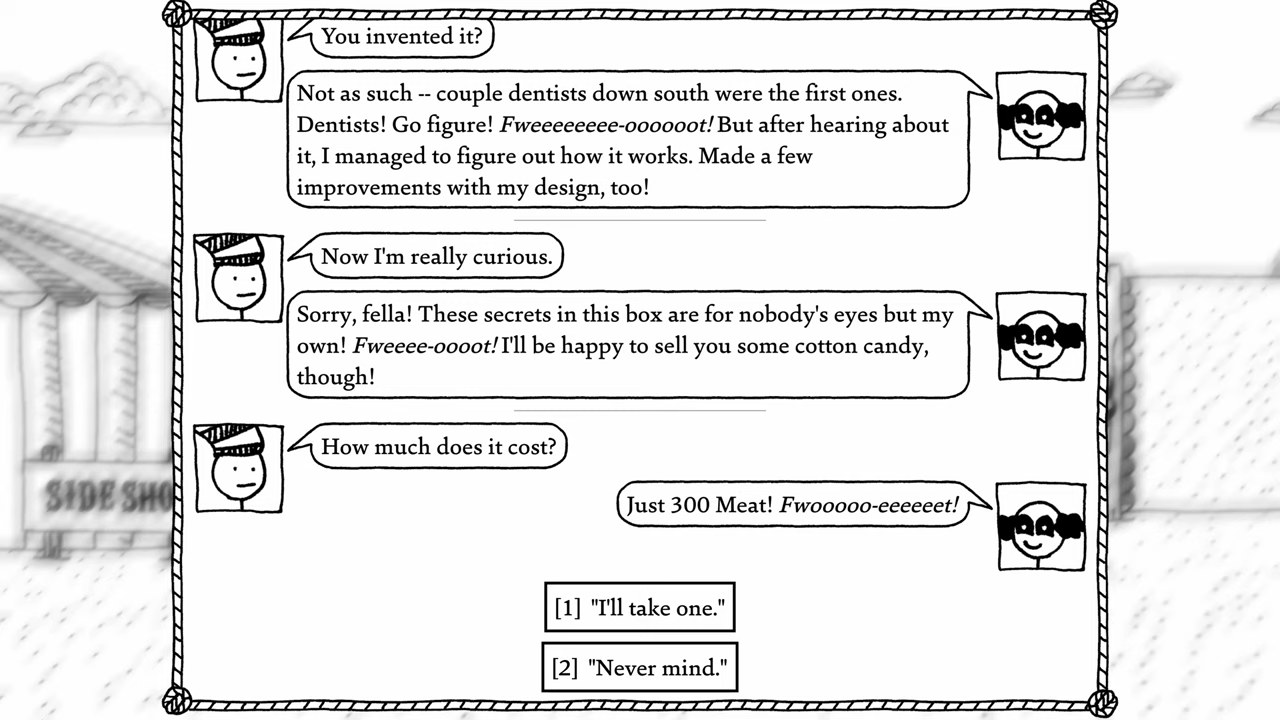 You invented it?
Not as such -- couple dentists down south were the first ones.
Dentists! Go figure! Fweeeeeeee-oooooot! But after hearing about
it, I managed to figure out how it works. Made a few
improvements with my design, too!
Now I'm really curious.
Sorry, fella! These secrets in this box are for nobody's eyes but my
own! Fweeee-oooot! I'll be happy to sell you some cotton candy,
though!
How much does it cost?
Just 300 Meat! Fwooooo-eeeeeet!
[1] "I'll take one."
[2] "Never mind."
SIDE SHO